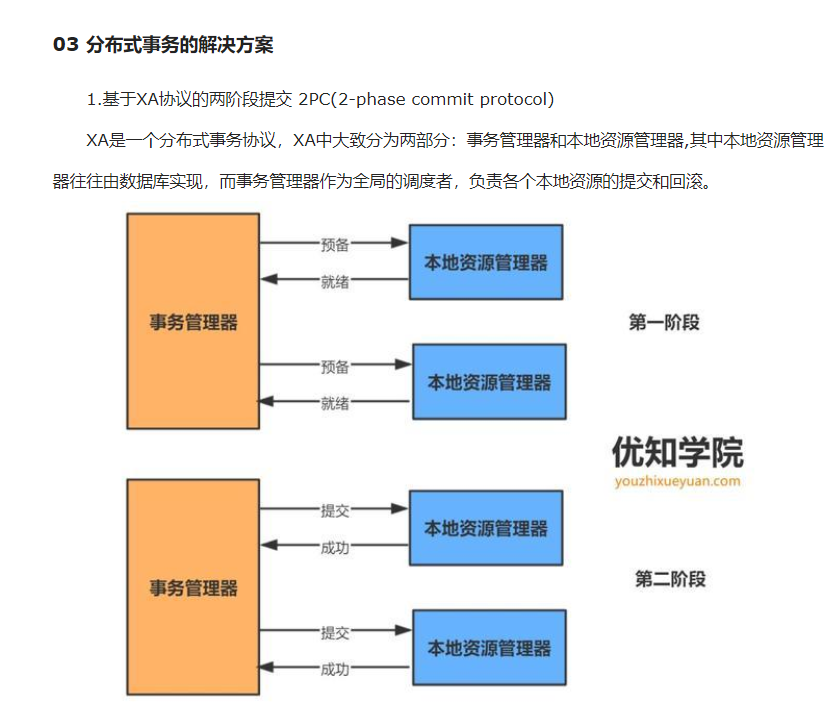 03 分布式事务的解决方案
1.基于XA协议的两阶段提交 2PC(2-phase commit protocol)
XA是一个分布式事务协议，XA中大致分为两部分：事务管理器和本地资源管理器,其中本地资源管理
器往往由数据库实现，而事务管理器作为全局的调度者，负责各个本地资源的提交和回滚。
事务管理器
预备
就绪
本地资源管理器
预备
就绪
本地资源管理器
第一阶段
优知学院
youzhixueyuan.com
事务管理器
提交
成功
本地资源管理器
提交
成功
本地资源管理器
第二阶段